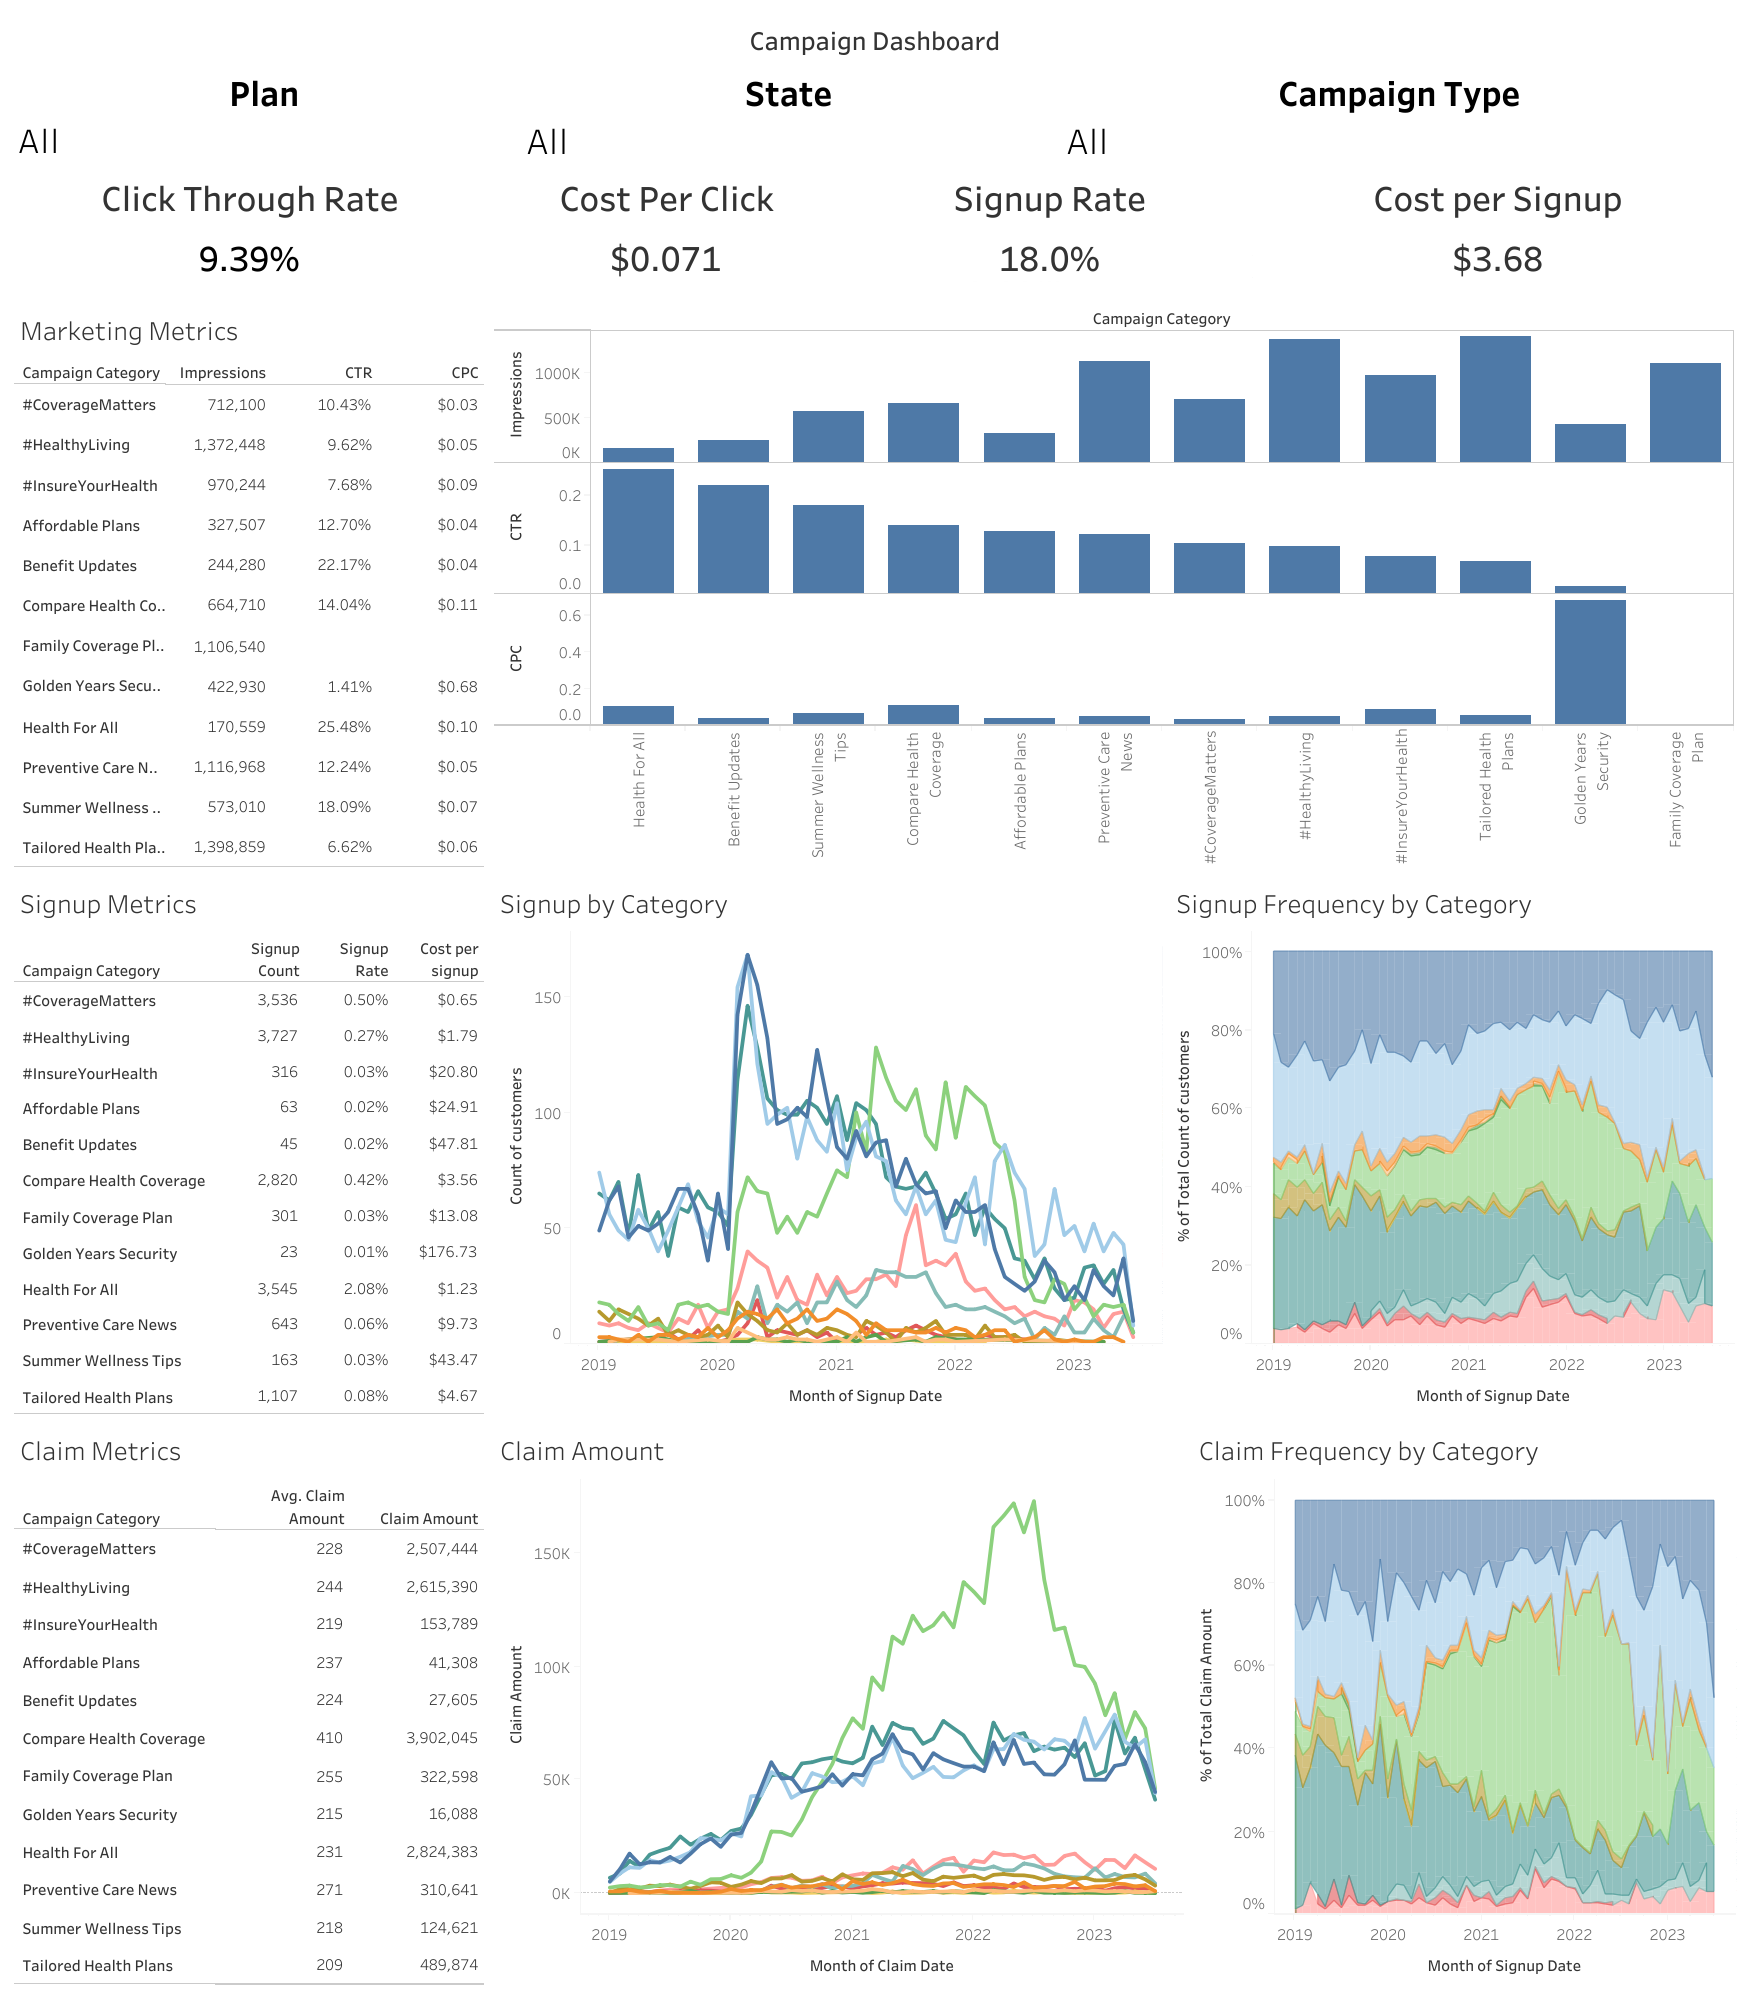 Campaign Dashboard
Plan State Campaign Type
All All All
Click Through Rate Cost Per Click Signup Rate Cost per Signup
9.39% $0.071 18.0% $3.68
Marketing Metrics
Campaign Category Impressions CTR CPC
#CoverageMatters 712,100 10.43% $0.03
#HealthyLiving 1,372,448 9.62% $0.05
#InsureYourHealth 970,244 7.68% $0.09
Affordable Plans 327,507 12.70% $0.04
Benefit Updates 244,280 22.17% $0.04
Compare Health Co.. 664,710 14.04% $0.11
Family Coverage Pl.. 1,106,540
Golden Years Secu.. 422,930 1.41% $0.68
Health For All 170,559 25.48% $0.10
Preventive Care N.. 1,116,968 12.24% $0.05
Summer Wellness .. 573,010 18.09% $0.07
Tailored Health Pla.. 1,398,859 6.62% $0.06
Campaign Category
Impressions
1000K
500K
0K
CTR
0.2
0.1
0.0
CPC
0.6
0.4
0.2
0.0
Health For All
Benefit Updates
Summer Wellness
Tips
Compare Health
Coverage
Affordable Plans
Preventive Care
News
#CoverageMatters
#HealthyLiving
#InsureYourHealth
Tailored Health
Plans
Golden Years
Security
Family Coverage
Plan
Signup Metrics
Signup Signup Cost per
Campaign Category Count Rate signup
#CoverageMatters 3,536 0.50% $0.65
#HealthyLiving 3,727 0.27% $1.79
#InsureYourHealth 316 0.03% $20.80
Affordable Plans 63 0.02% $24.91
Benefit Updates 45 0.02% $47.81
Compare Health Coverage 2,820 0.42% $3.56
Family Coverage Plan 301 0.03% $13.08
Golden Years Security 23 0.01% $176.73
Health For All 3,545 2.08% $1.23
Preventive Care News 643 0.06% $9.73
Summer Wellness Tips 163 0.03% $43.47
Tailored Health Plans 1,107 0.08% $4.67
Signup by Category
Count of customers
150
100
50
0
2019 2020 2021 2022 2023
Month of Signup Date
Signup Frequency by Category
% of Total Count of customers
100%
80%
60%
40%
20%
0%
2019 2020 2021 2022 2023
Month of Signup Date
Claim Metrics
Avg. Claim
Campaign Category Amount Claim Amount
#CoverageMatters 228 2,507,444
#HealthyLiving 244 2,615,390
#InsureYourHealth 219 153,789
Affordable Plans 237 41,308
Benefit Updates 224 27,605
Compare Health Coverage 410 3,902,045
Family Coverage Plan 255 322,598
Golden Years Security 215 16,088
Health For All 231 2,824,383
Preventive Care News 271 310,641
Summer Wellness Tips 218 124,621
Tailored Health Plans 209 489,874
Claim Amount
Claim Amount
150K
100K
50K
0K
2019 2020 2021 2022 2023
Month of Claim Date
Claim Frequency by Category
% of Total Claim Amount
100%
80%
60%
40%
20%
0%
2019 2020 2021 2022 2023
Month of Signup Date